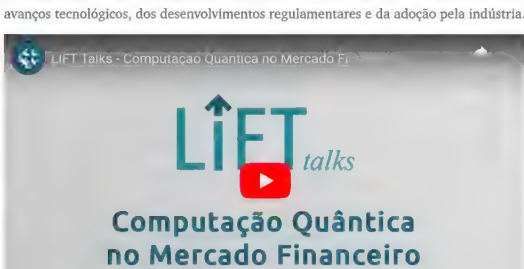 avanços tecnológicos, dos desenvolvimentos regulamentares e da adoção pela indústria.
LIFT Talks - Computação Quântica no Mercado Fi
LIFT
talks
Computação Quântica
no Mercado Financeiro